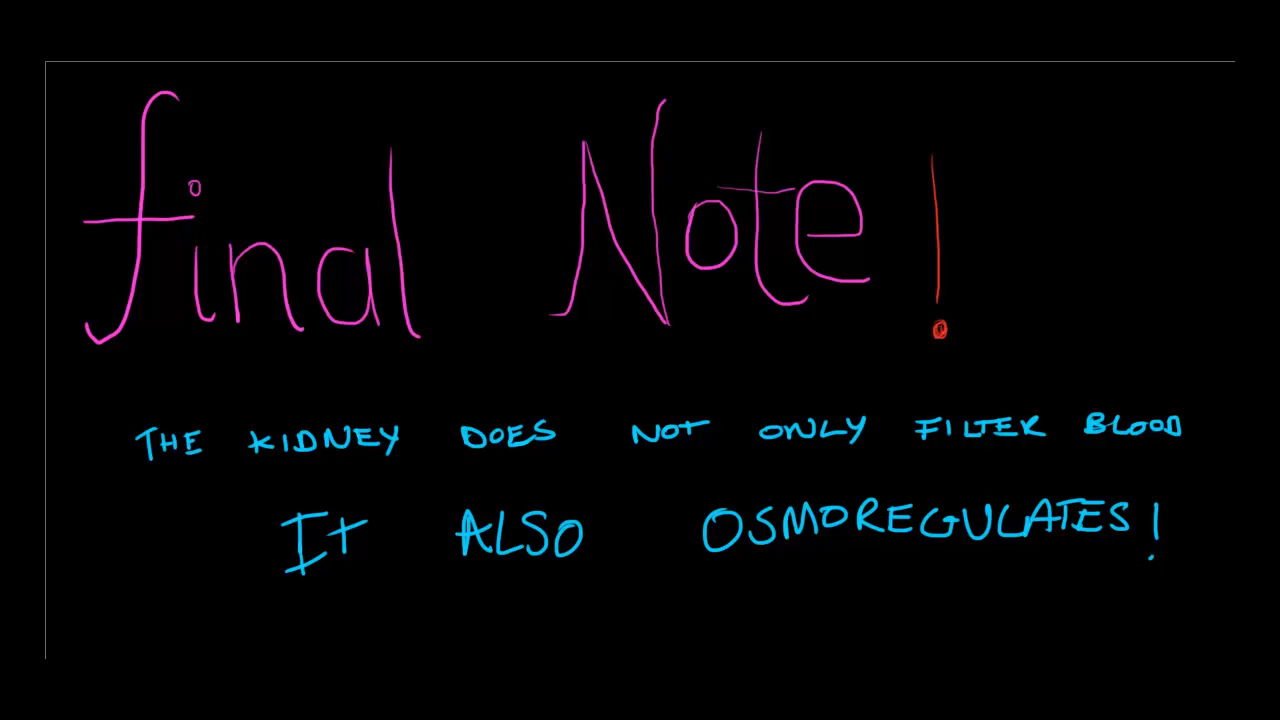 final Note!
THE KIDNEY DOES NOT ONLY FILTER BLOOD
It ALSO OSMOREGULATES!